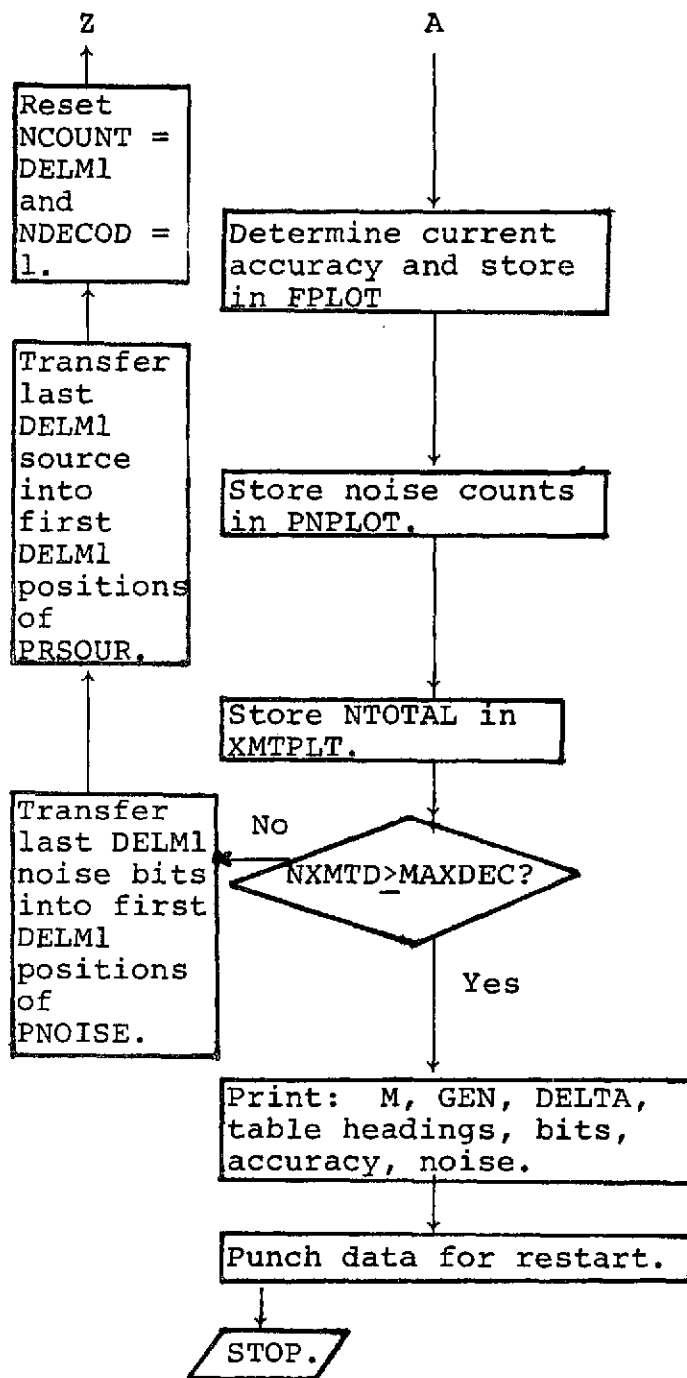 Z
A
Reset
NCOUNT =
DELM1
and
NDECOD =
1.
Determine current
accuracy and store
in FPLOT
Transfer
last
DELM1
source
into
first
DELM1
positions
of
PRSOUR.
Store noise counts
in PNPLOT.
Store NTOTAL in
XMTPLT.
Transfer
last DELM1
noise bits
into first
DELM1
positions
of
PNOISE.
No
NXMTD≥MAXDEC?
Yes
Print: M, GEN, DELTA,
table headings, bits,
accuracy, noise.
Punch data for restart.
STOP.